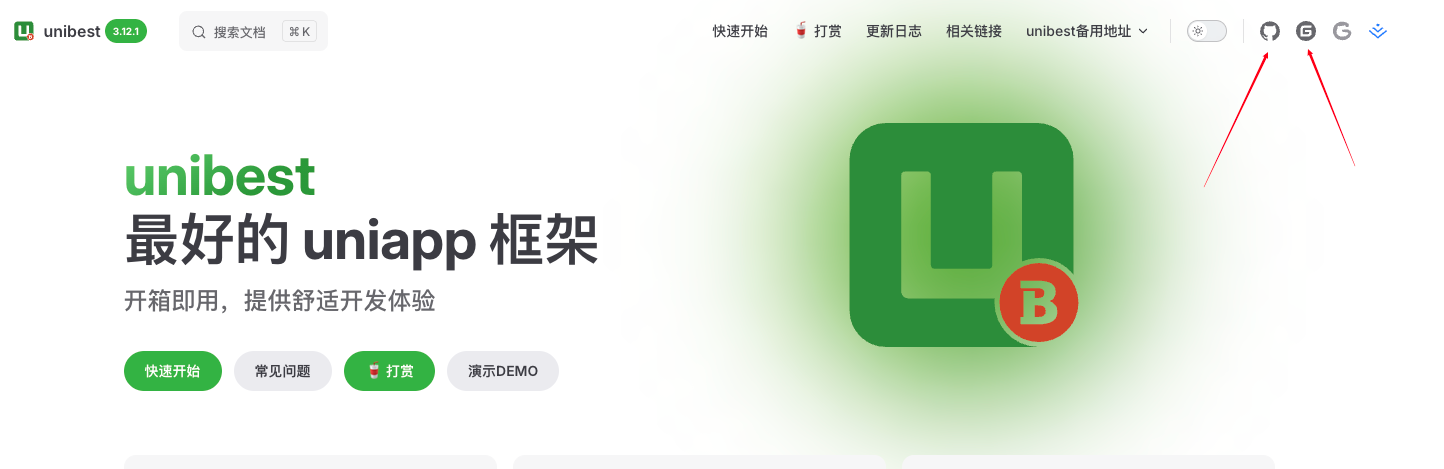 unibest 3.12.1 搜索文档 ⌘ K 快速开始 🥤 打赏 更新日志 相关链接 unibest备用地址
unibest
最好的 uniapp 框架
开箱即用，提供舒适开发体验
快速开始 常见问题 🥤 打赏 演示DEMO
B